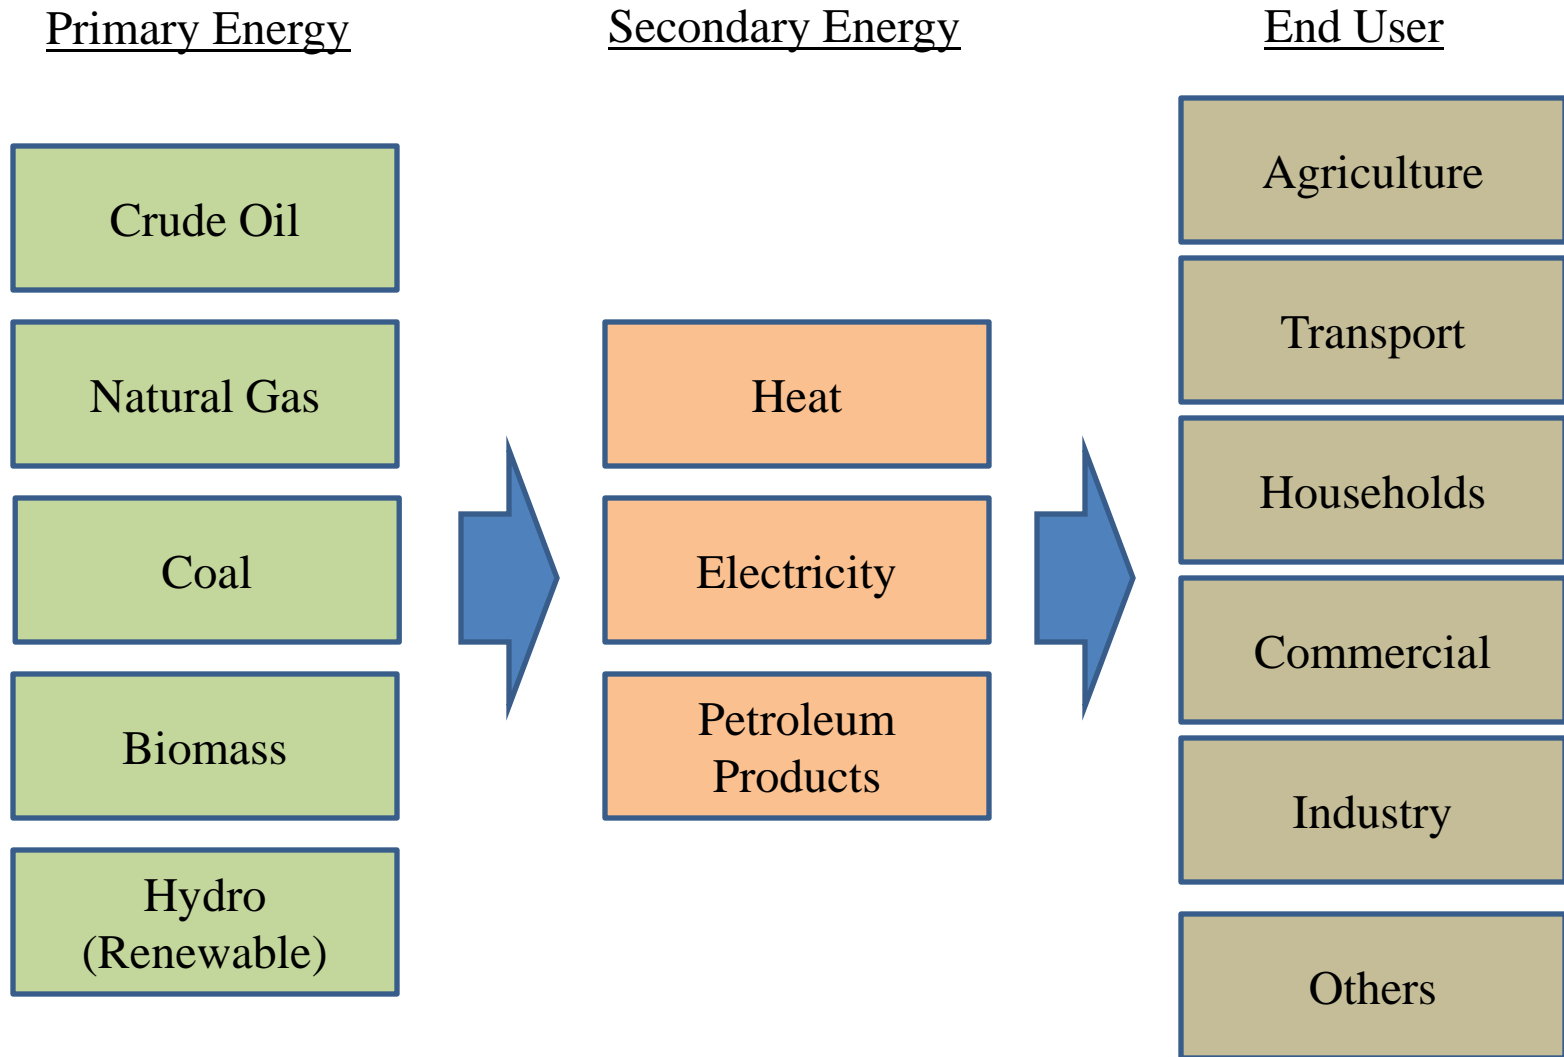 Primary Energy
Secondary Energy
End User
Crude Oil
Natural Gas
Coal
Biomass
Hydro
(Renewable)
Heat
Electricity
Petroleum
Products
Agriculture
Transport
Households
Commercial
Industry
Others